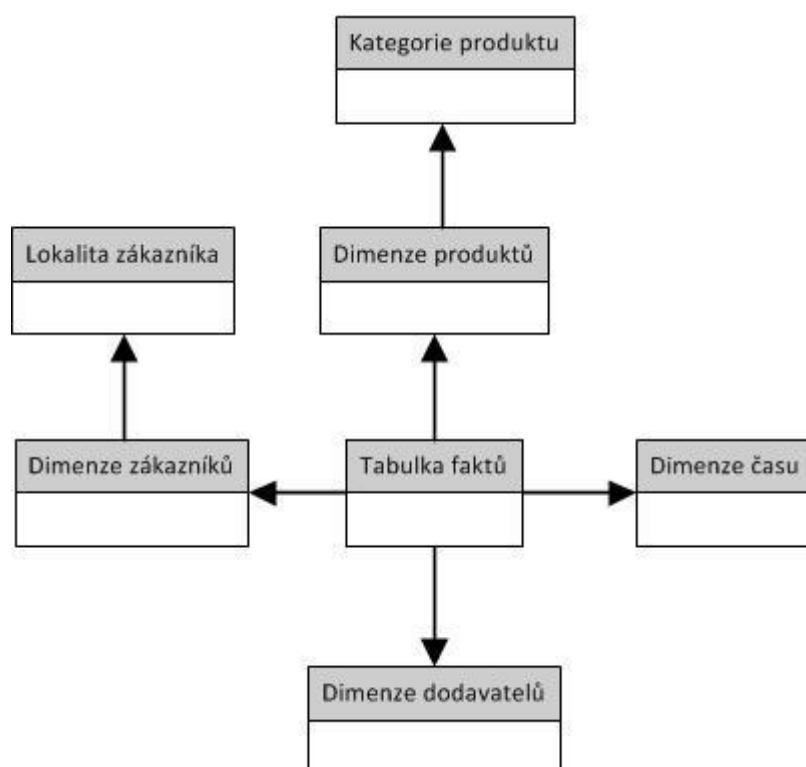 Kategorie produktu
Lokalita zákazníka
Dimenze produktů
Dimenze zákazníků
Tabulka faktů
Dimenze času
Dimenze dodavatelů